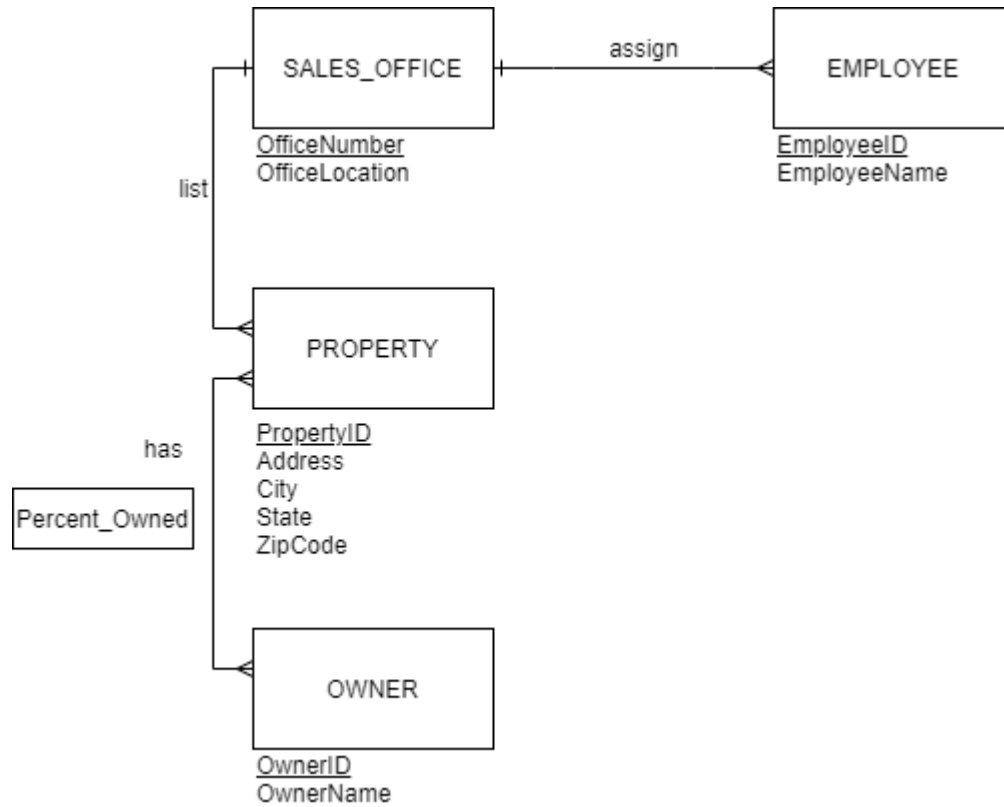 assign
SALES_OFFICE
EMPLOYEE
OfficeNumber
OfficeLocation
EmployeeID
EmployeeName
list
PROPERTY
PropertyID
Address
City
State
ZipCode
has
Percent_Owned
OWNER
OwnerID
OwnerName